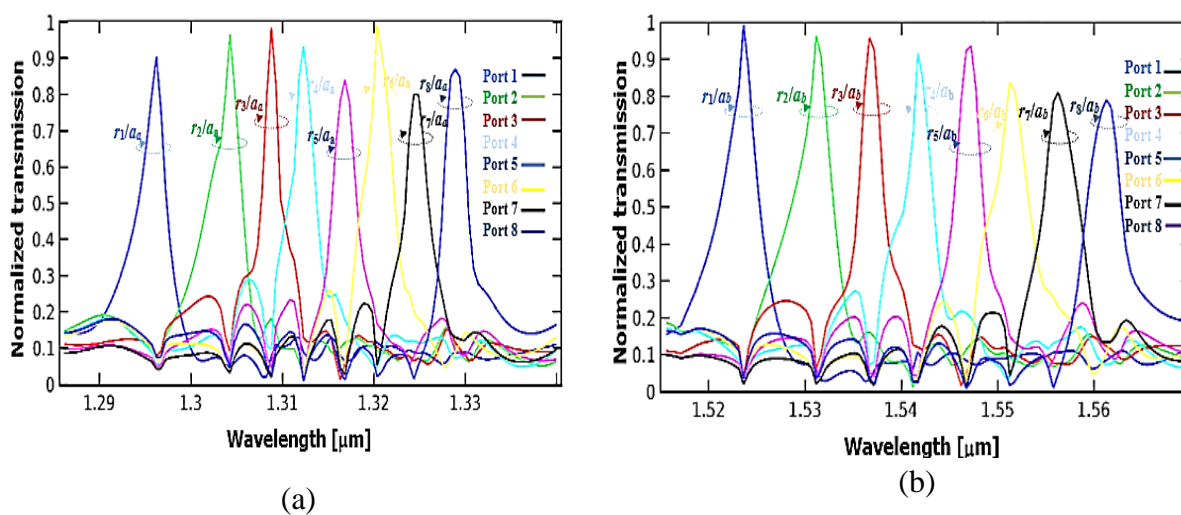 Normalized transmission
1
0.9
0.8
0.7
0.6
0.5
0.4
0.3
0.2
0.1
0
1.29
1.3
1.31
1.32
1.33
Wavelength [μm]
r1/aa
r2/aa
r3/aa
r4/aa
r5/aa
r6/aa
r7/aa
r8/aa
Port 1
Port 2
Port 3
Port 4
Port 5
Port 6
Port 7
Port 8
(a)
Normalized transmission
1
0.9
0.8
0.7
0.6
0.5
0.4
0.3
0.2
0.1
0
1.52
1.53
1.54
1.55
1.56
Wavelength [μm]
r1/ab
r2/ab
r3/ab
r4/ab
r5/ab
r6/ab
r7/ab
r8/ab
Port 1
Port 2
Port 3
Port 4
Port 5
Port 6
Port 7
Port 8
(b)